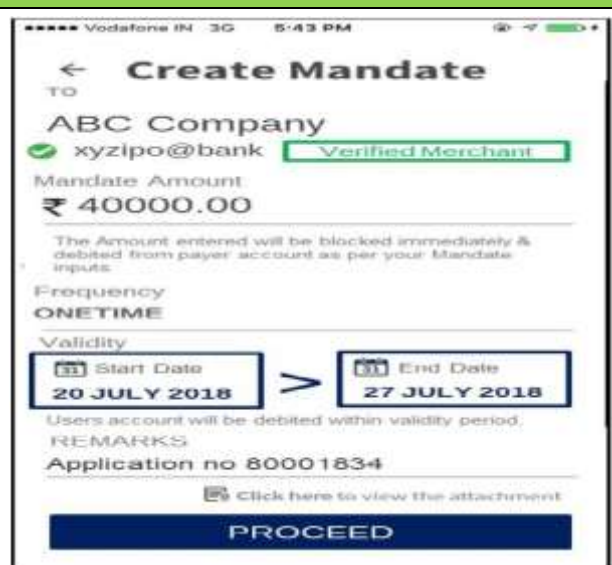 Vodafone IN 3G 5:43 PM
← Create Mandate
TO
ABC Company
xyzipo@bank Verified Merchant
Mandate Amount
₹ 40000.00
The Amount entered will be blocked immediately &
debited from payer account as per your Mandate
inputs.
Frequency
ONETIME
Validity
31 Start Date > 31 End Date
20 JULY 2018 27 JULY 2018
Users account will be debited within validity period.
REMARKS
Application no 80001834
Click here to view the attachment
PROCEED